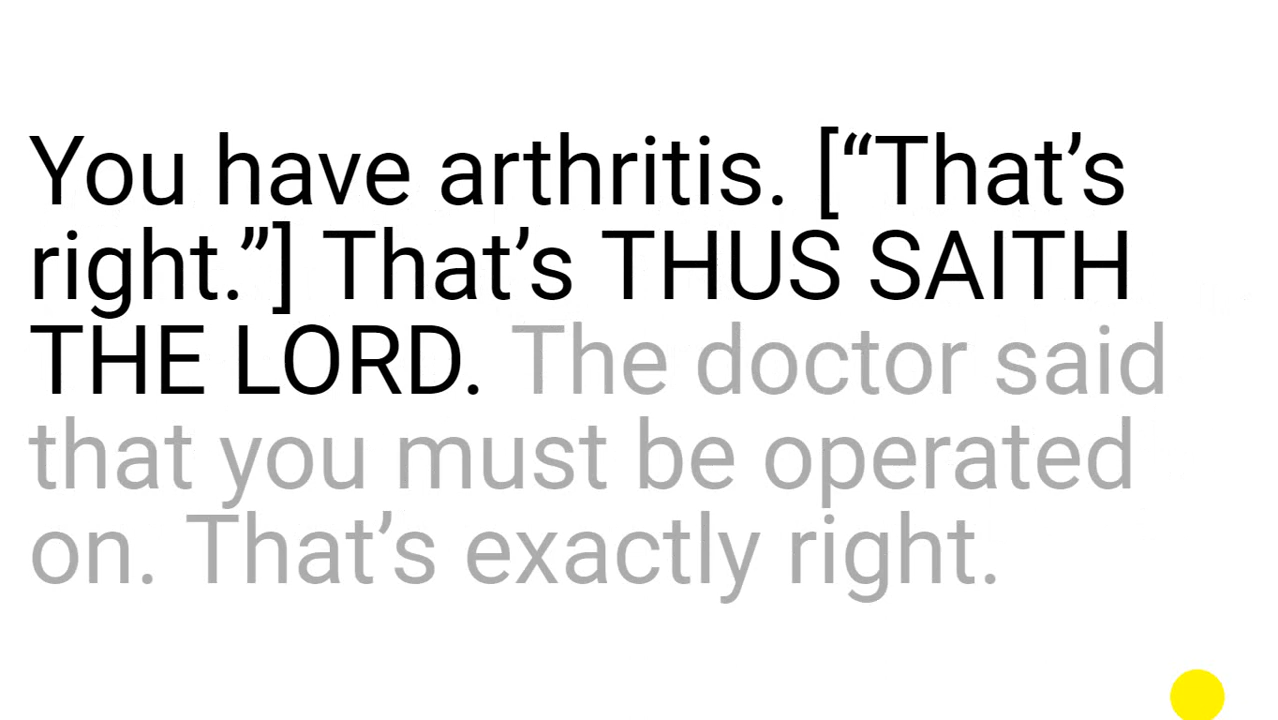 You have arthritis. [“That’s
right.”] That’s THUS SAITH
THE LORD. The doctor said
that you must be operated
on. That’s exactly right.